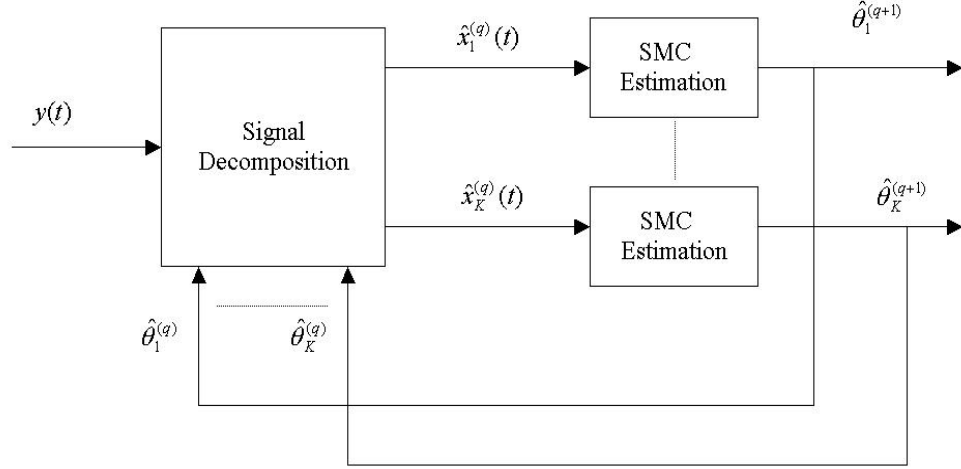 x̂₁⁽q⁾(t)
θ̂₁⁽q+1⁾
SMC
Estimation
y(t)
Signal
Decomposition
x̂_K⁽q⁾(t)
θ̂_K⁽q+1⁾
SMC
Estimation
θ̂₁⁽q⁾
θ̂_K⁽q⁾